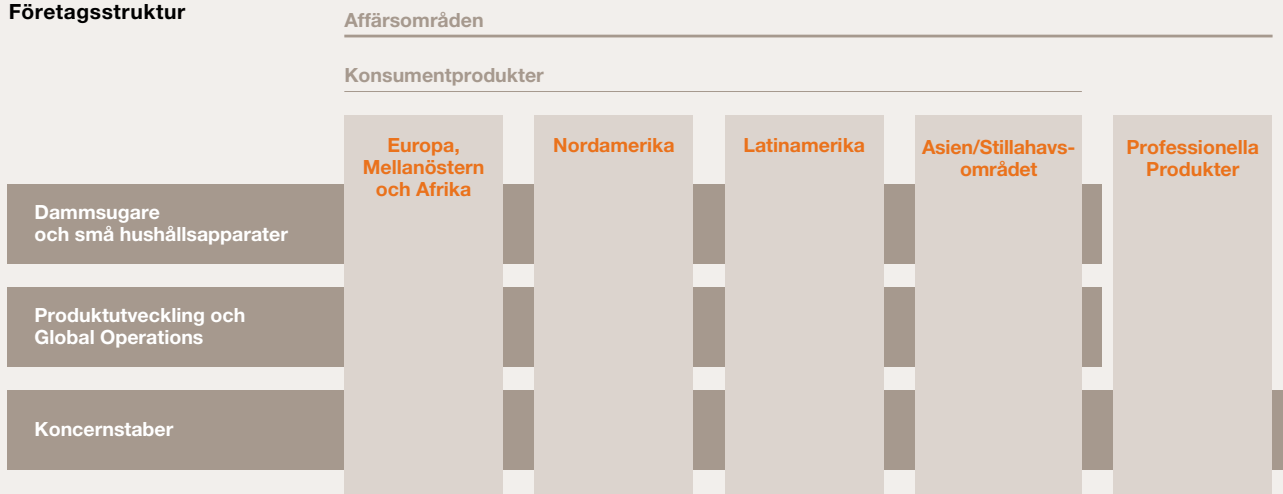 Företagsstruktur
Affärsområden
Konsumentprodukter
Europa,
Mellanöstern
och Afrika
Nordamerika
Latinamerika
Asien/Stillahavs-
området
Professionella
Produkter
Dammsugare
och små hushållsapparater
Produktutveckling och
Global Operations
Koncernstaber